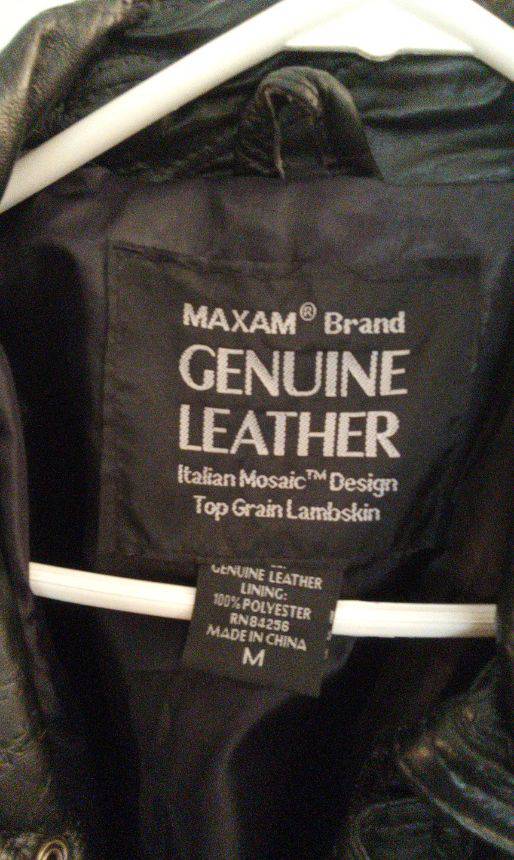 MAXAM® Brand
GENUINE
LEATHER
Italian Mosaic™ Design
Top Grain Lambskin
GENUINE LEATHER
LINING:
100% POLYESTER
RN84256
MADE IN CHINA
M